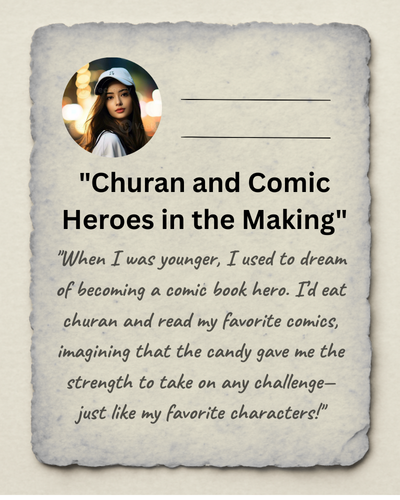 "Churan and Comic
Heroes in the Making"
"When I was younger, I used to dream
of becoming a comic book hero. I'd eat
churan and read my favorite comics,
imagining that the candy gave me the
strength to take on any challenge—
just like my favorite characters!"